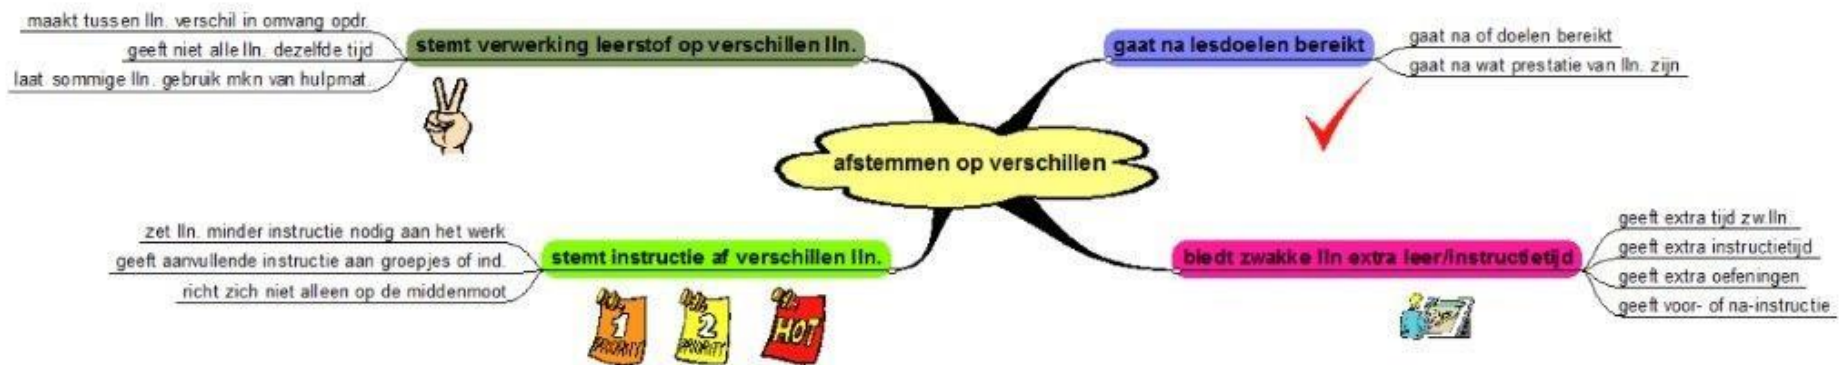 maakt tussen lln. verschil in omvang opdr.
geeft niet alle lln. dezelfde tijd
laat sommige lln. gebruik mkn van hulpmat.
stemt verwerking leerstof op verschillen lln.
gaat na lesdoelen bereikt
gaat na of doelen bereikt
gaat na wat prestatie van lln. zijn
afstemmen op verschillen
zet lln. minder instructie nodig aan het werk
geeft aanvullende instructie aan groepjes of ind.
richt zich niet alleen op de middenmoot
stemt instructie af verschillen lln.
1
PRIORITY
2
PRIORITY
HOT
biedt zwakke lln extra leer/instructietijd
geeft extra tijd zw.lln
geeft extra instructietijd
geeft extra oefeningen
geeft voor- of na-instructie